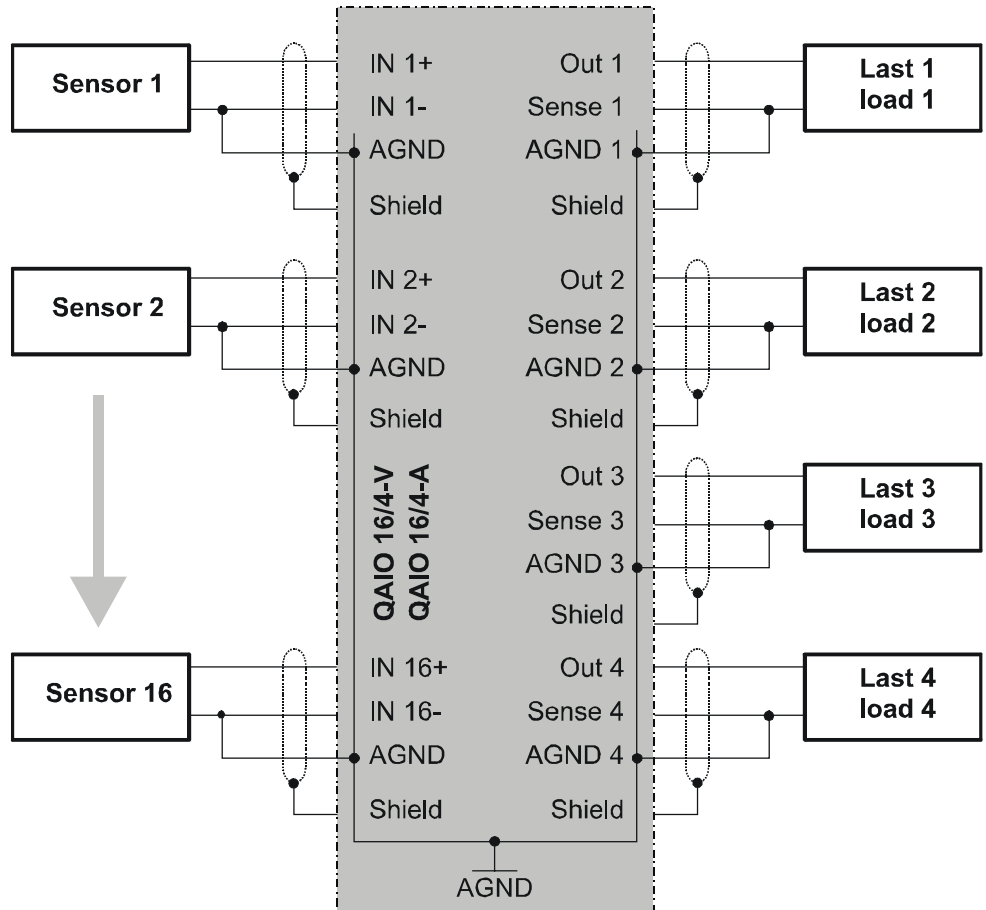 Sensor 1
IN 1+
IN 1-
AGND
Shield
Out 1
Sense 1
AGND 1
Shield
Last 1
load 1
Sensor 2
IN 2+
IN 2-
AGND
Shield
Out 2
Sense 2
AGND 2
Shield
Last 2
load 2
QAIO 16/4-V
QAIO 16/4-A
Out 3
Sense 3
AGND 3
Shield
Last 3
load 3
Sensor 16
IN 16+
IN 16-
AGND
Shield
Out 4
Sense 4
AGND 4
Shield
Last 4
load 4
AGND